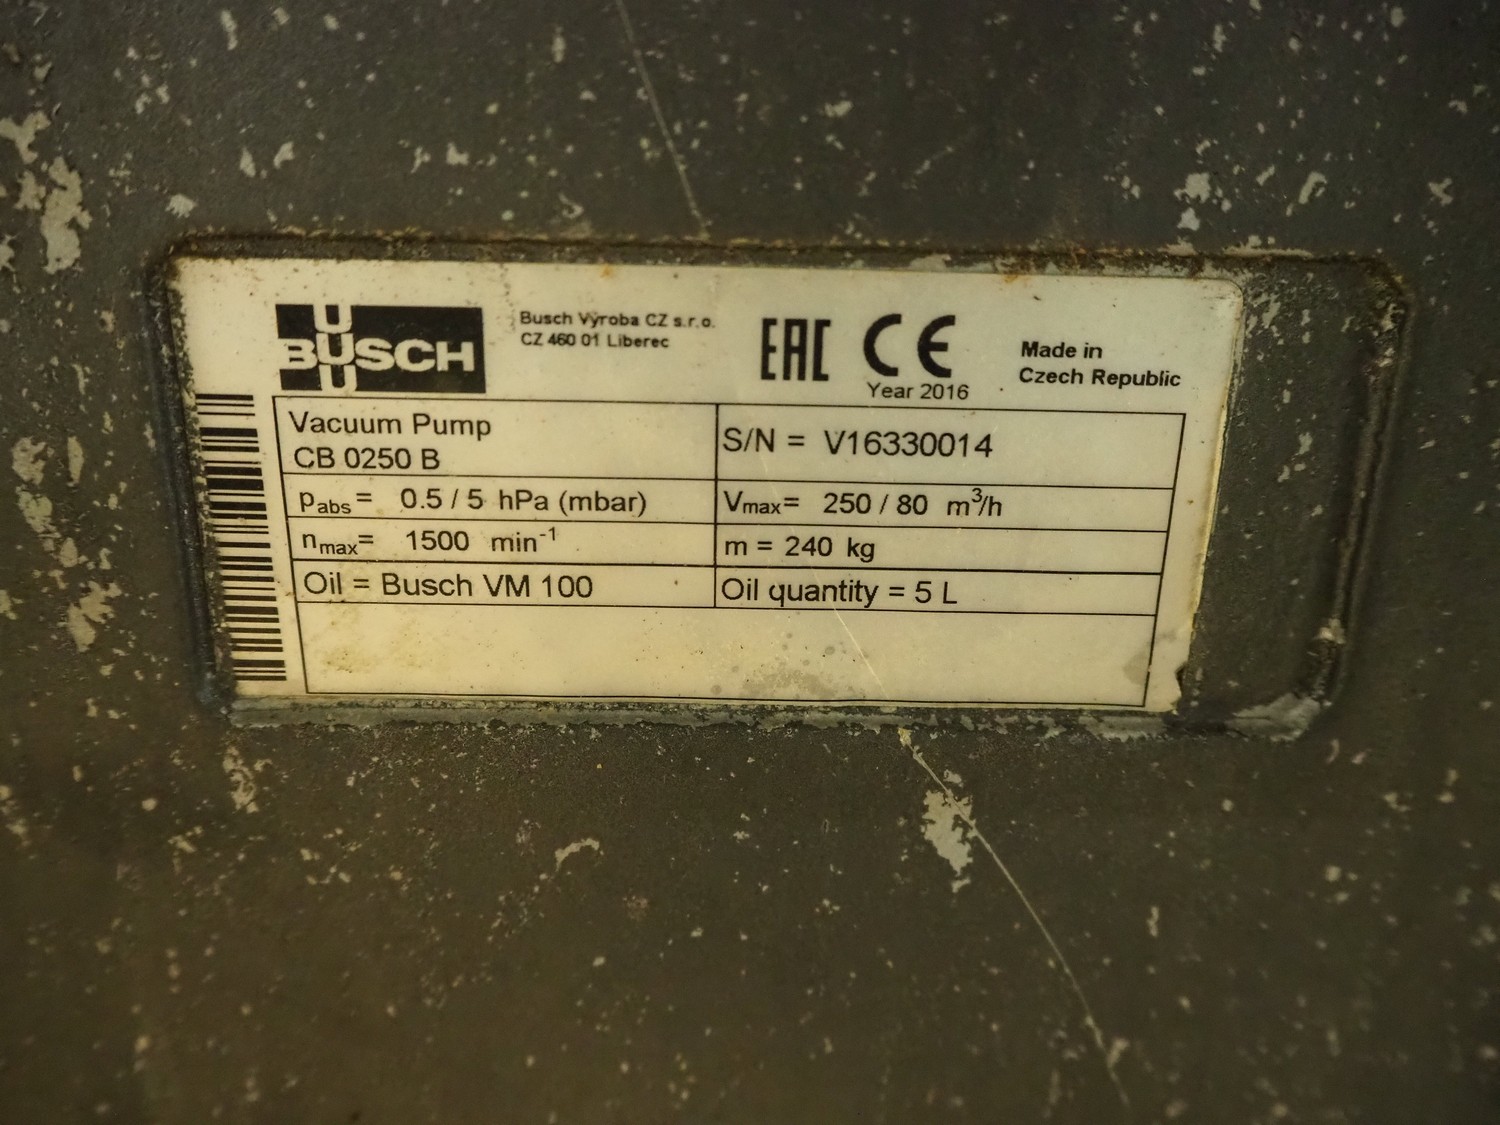 BUSCH
Busch Výroba CZ s.r.o.
CZ 460 01 Liberec
EAC CE
Year 2016
Made in
Czech Republic
Vacuum Pump
CB 0250 B
S/N = V16330014
pabs = 0.5 / 5 hPa (mbar)
Vmax= 250 / 80 m³/h
nmax= 1500 min⁻¹
m = 240 kg
Oil = Busch VM 100
Oil quantity = 5 L